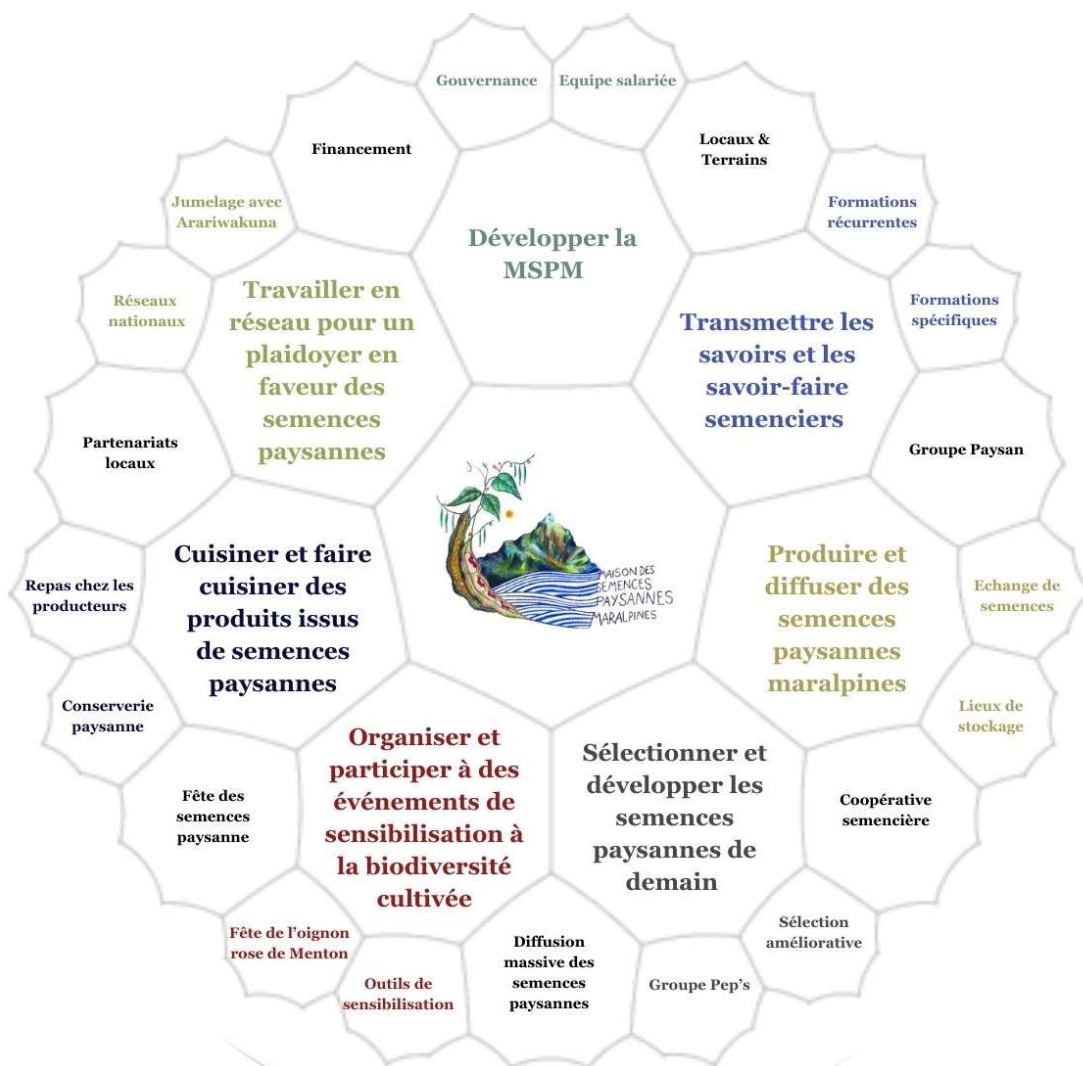 Gouvernance
Equipe salariée
Financement
Locaux &
Terrains
Jumelage avec
Arariwakuna
Formations
récurrentes
Développer la
MSPM
Réseaux
nationaux
Travailler en
réseau pour un
plaidoyer en
faveur des
semences
paysannes
Transmettre les
savoirs et les
savoir-faire
semenciers
Formations
spécifiques
Partenariats
locaux
Groupe Paysan
MAISON DES
SEMENCES
PAYSANNES
MARALPINES
Repas chez les
producteurs
Cuisiner et faire
cuisiner des
produits issus
de semences
paysannes
Produire et
diffuser des
semences
paysannes
maralpines
Echange de
semences
Conserverie
paysanne
Lieux de
stockage
Organiser et
participer à des
événements de
sensibilisation à
la biodiversité
cultivée
Sélectionner et
développer les
semences
paysannes de
demain
Fête des
semences
paysanne
Coopérative
semencière
Fête de l’oignon
rose de Menton
Outils de
sensibilisation
Diffusion
massive des
semences
paysannes
Groupe Pep’s
Sélection
améliorative